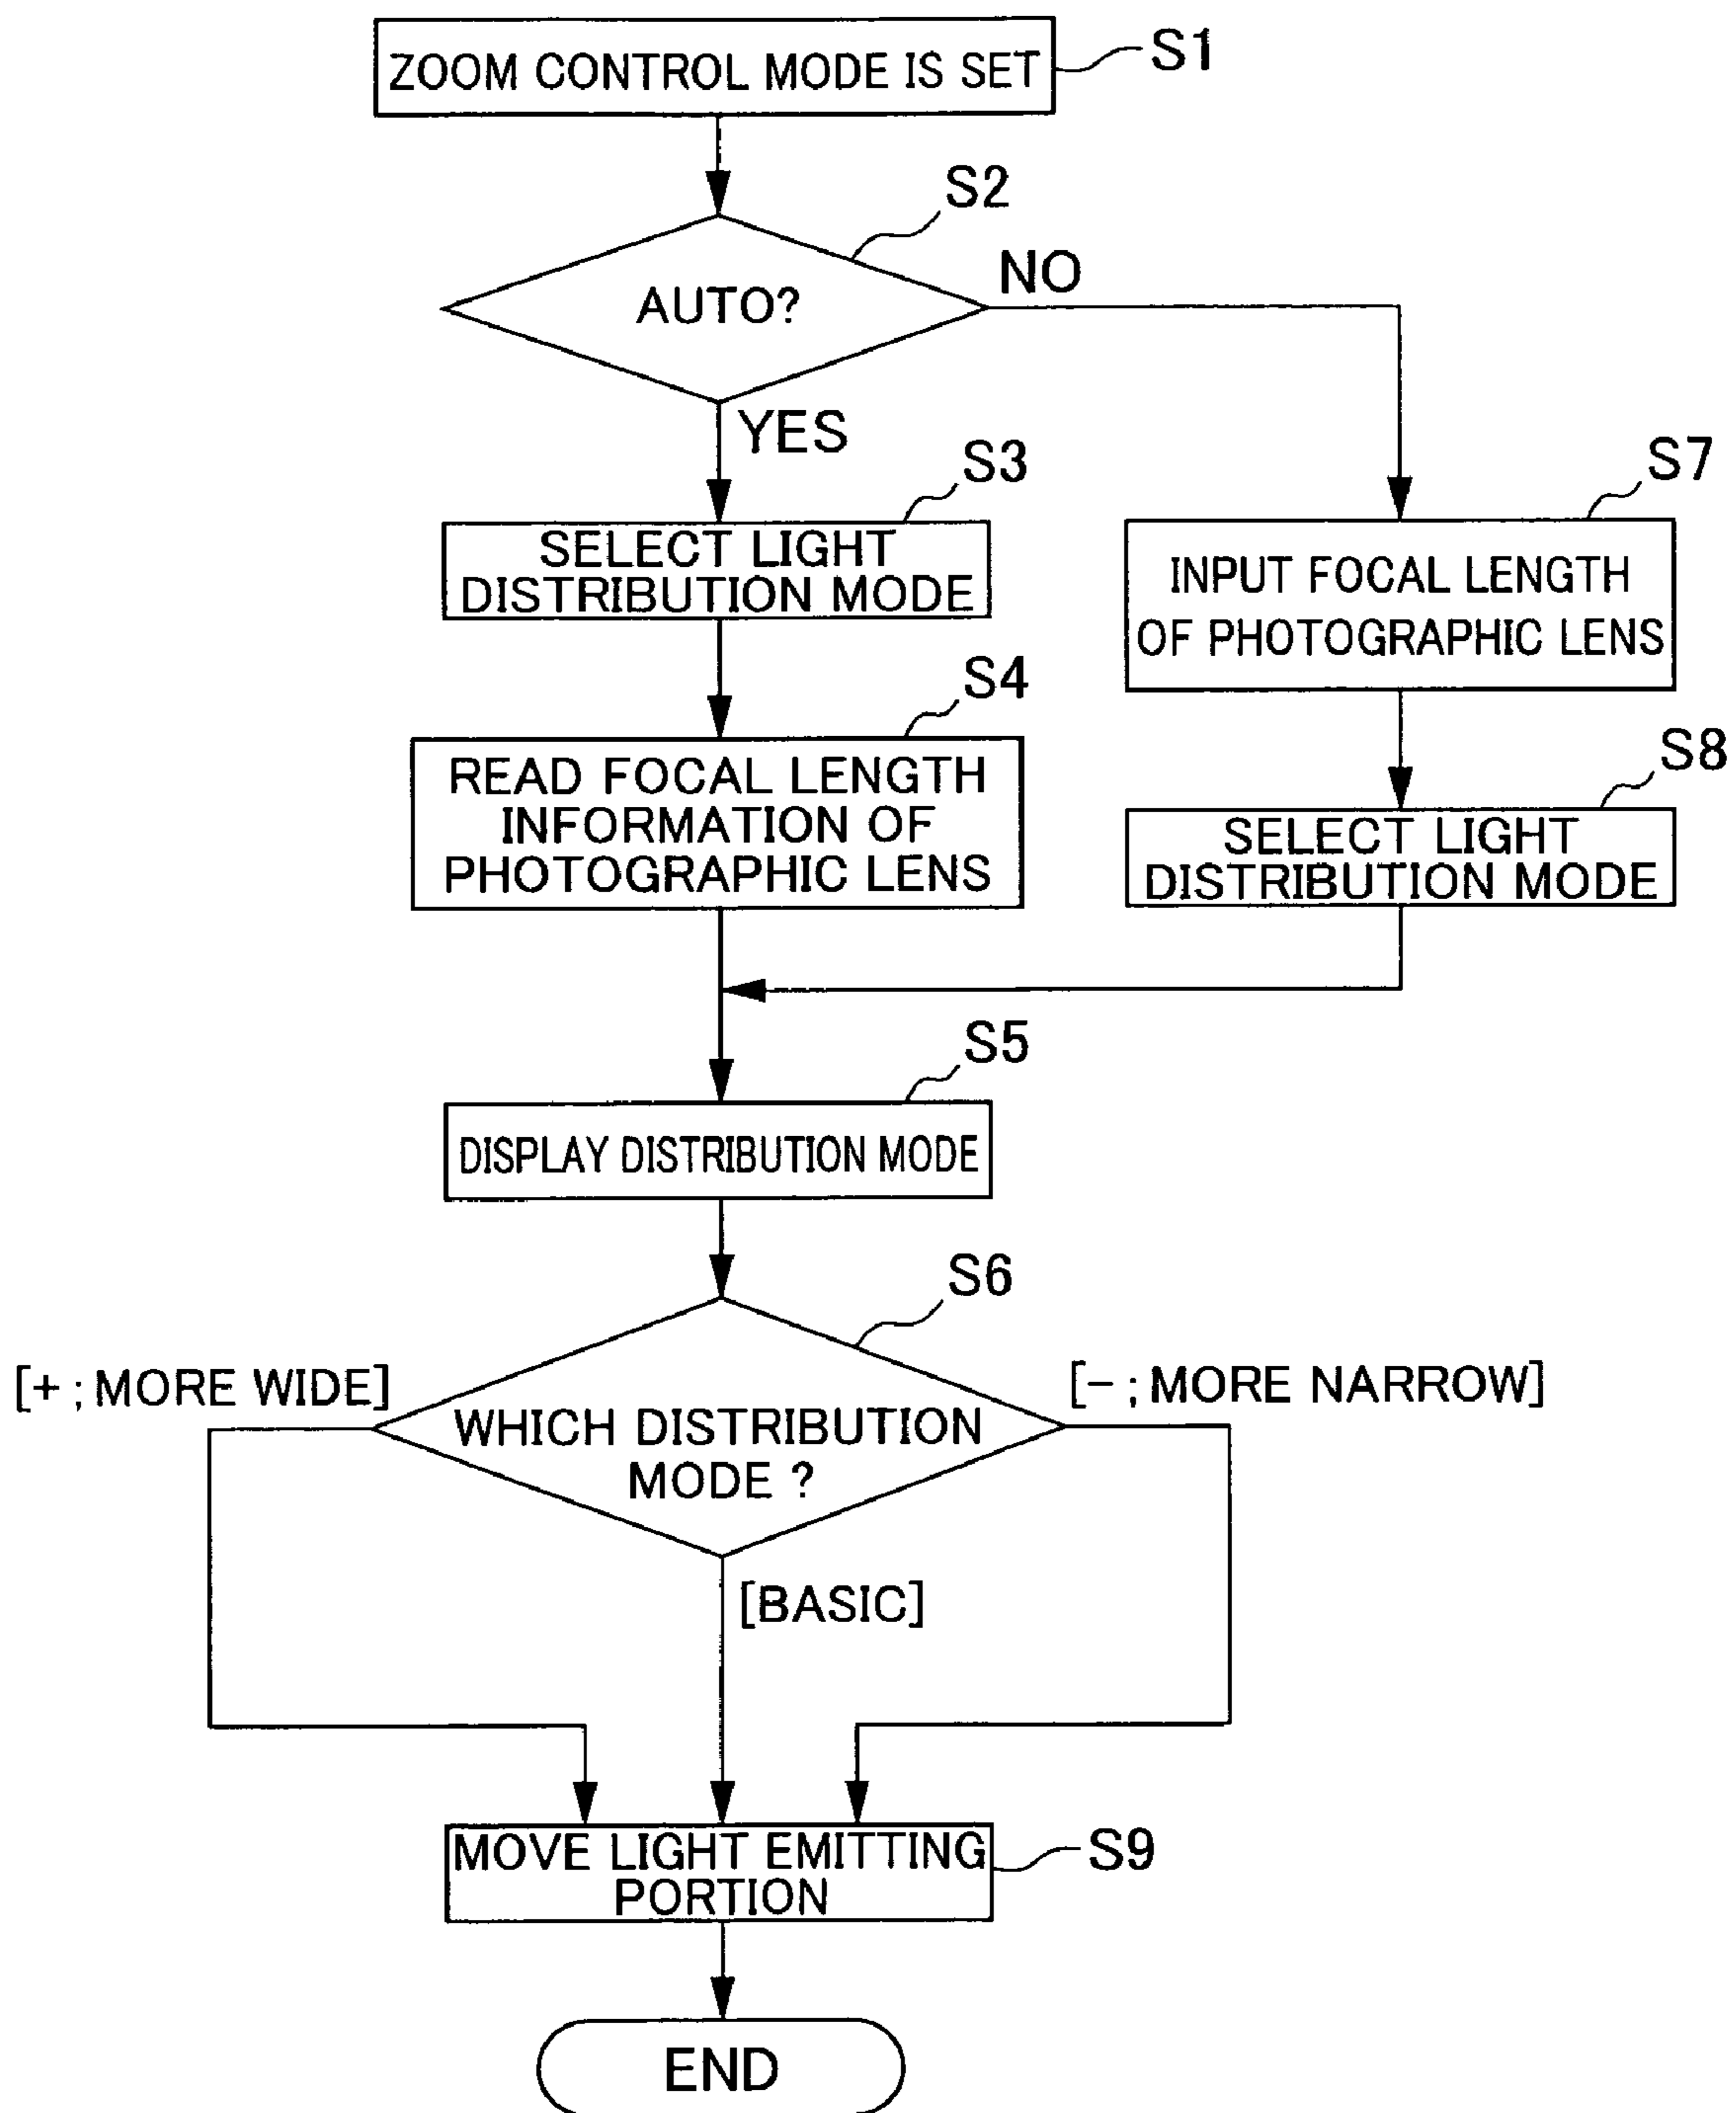 ZOOM CONTROL MODE IS SET
S1
S2
AUTO?
NO
YES
S3
SELECT LIGHT
DISTRIBUTION MODE
S7
INPUT FOCAL LENGTH
OF PHOTOGRAPHIC LENS
S4
READ FOCAL LENGTH
INFORMATION OF
PHOTOGRAPHIC LENS
S8
SELECT LIGHT
DISTRIBUTION MODE
S5
DISPLAY DISTRIBUTION MODE
S6
[+ ; MORE WIDE]
[− ; MORE NARROW]
WHICH DISTRIBUTION
MODE ?
[BASIC]
MOVE LIGHT EMITTING
PORTION
S9
END